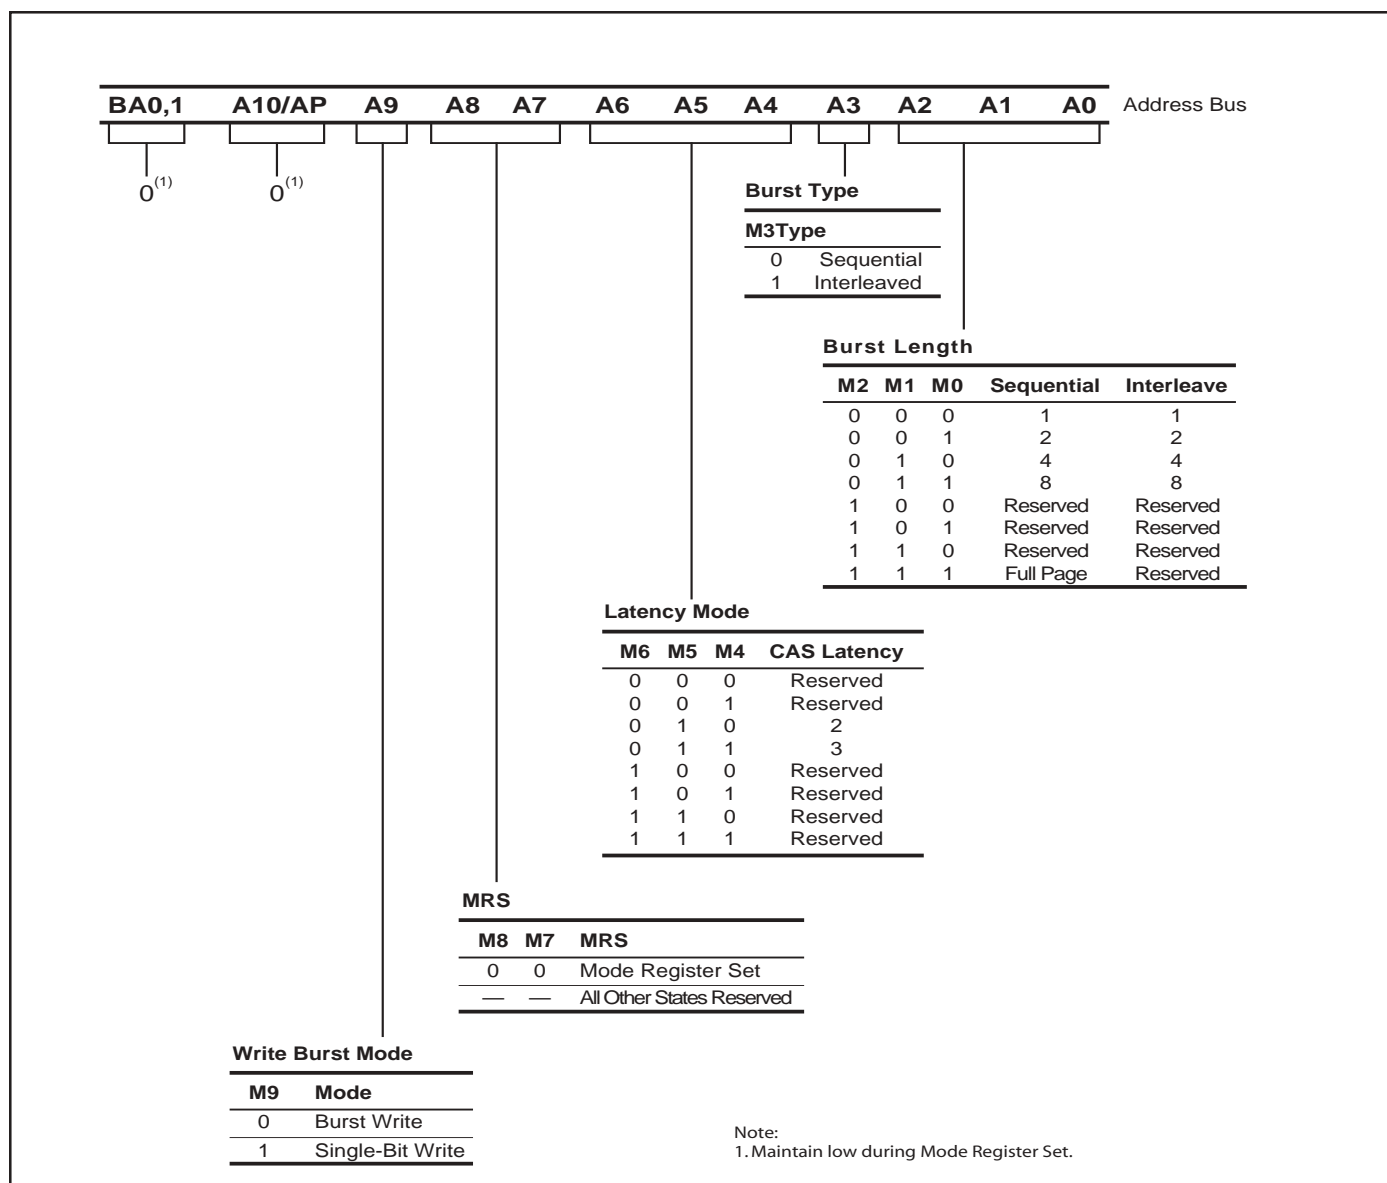 BA0,1 A10/AP A9 A8 A7 A6 A5 A4 A3 A2 A1 A0 Address Bus
0(1) 0(1)
Burst Type
M3Type
0 Sequential
1 Interleaved
Burst Length
M2 M1 M0 Sequential Interleave
0 0 0 1 1
0 0 1 2 2
0 1 0 4 4
0 1 1 8 8
1 0 0 Reserved Reserved
1 0 1 Reserved Reserved
1 1 0 Reserved Reserved
1 1 1 Full Page Reserved
Latency Mode
M6 M5 M4 CAS Latency
0 0 0 Reserved
0 0 1 Reserved
0 1 0 2
0 1 1 3
1 0 0 Reserved
1 0 1 Reserved
1 1 0 Reserved
1 1 1 Reserved
MRS
M8 M7 MRS
0 0 Mode Register Set
— — All Other States Reserved
Write Burst Mode
M9 Mode
0 Burst Write
1 Single-Bit Write
Note:
1. Maintain low during Mode Register Set.